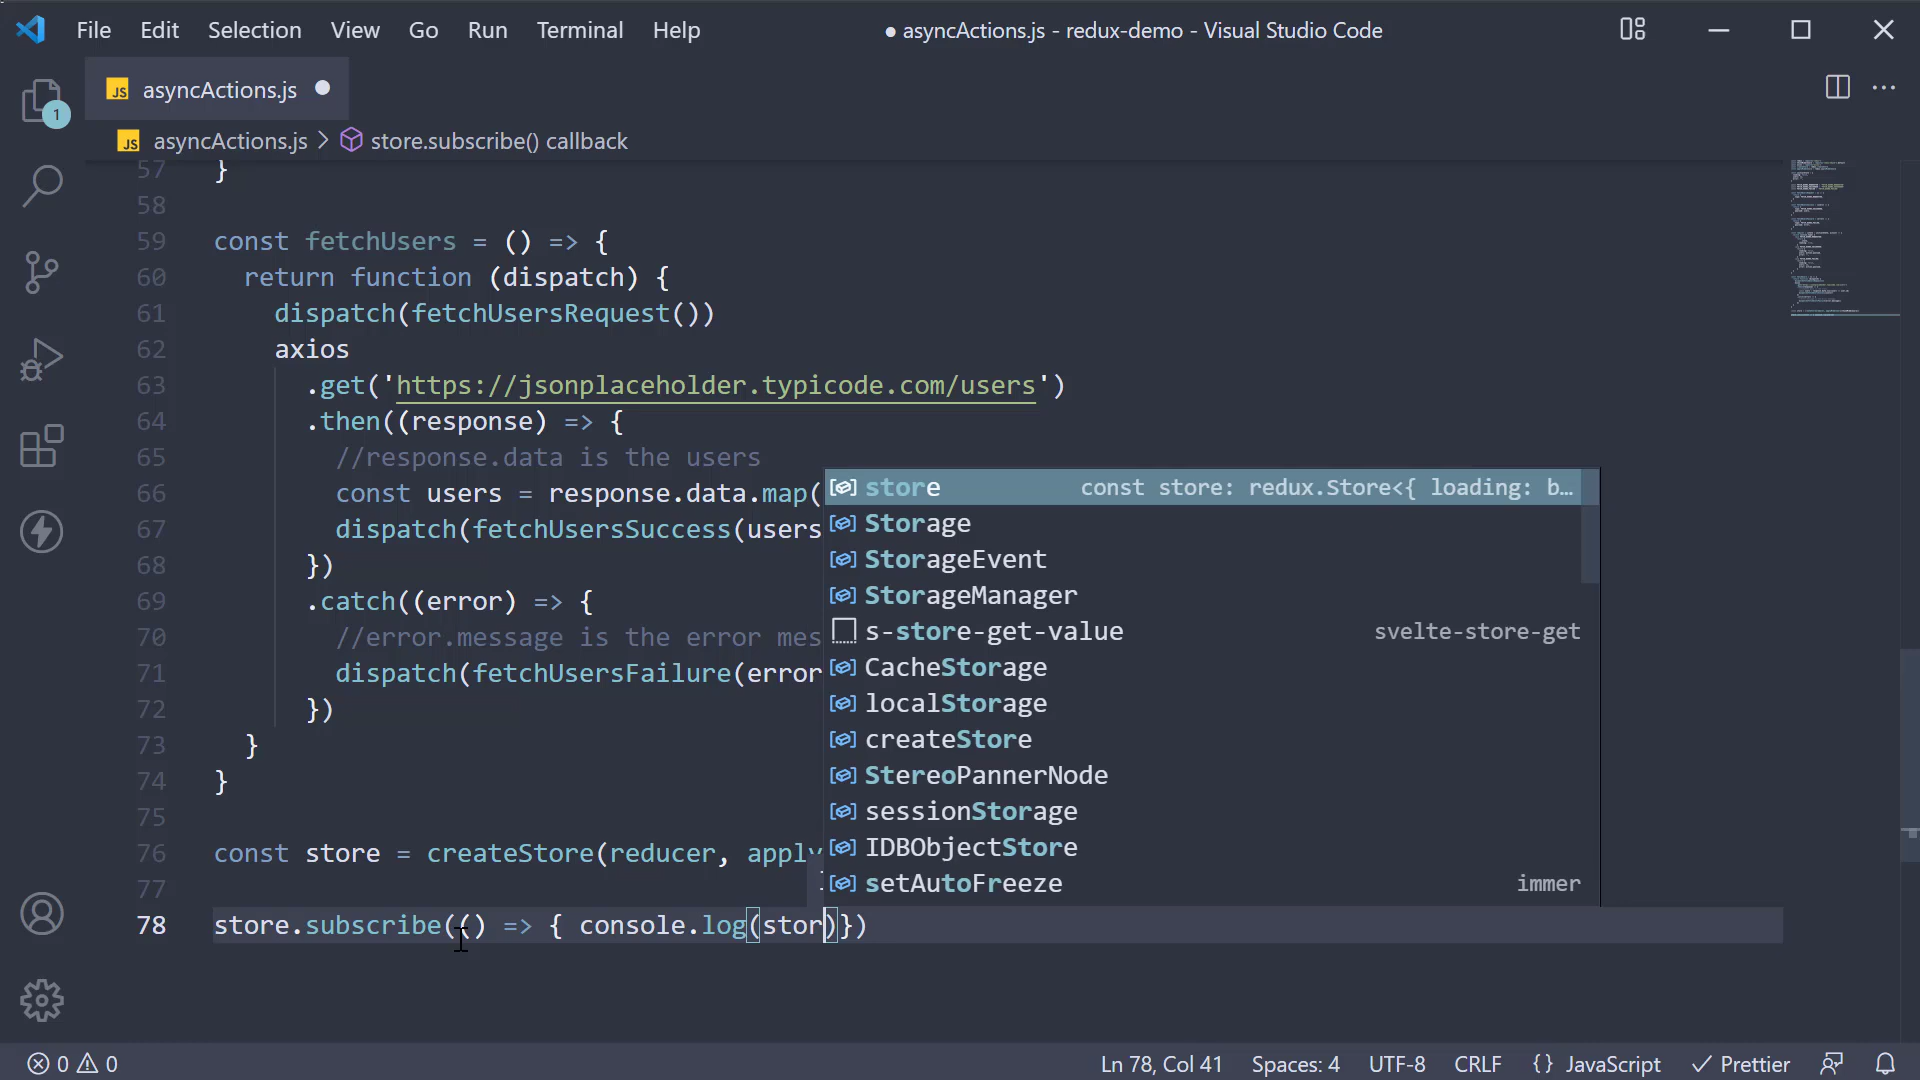 File Edit Selection View Go Run Terminal Help ● asyncActions.js - redux-demo - Visual Studio Code
JS asyncActions.js
1
JS asyncActions.js > store.subscribe() callback
57 }
58
59 const fetchUsers = () => {
60 return function (dispatch) {
61 dispatch(fetchUsersRequest())
62 axios
63 .get('https://jsonplaceholder.typicode.com/users')
64 .then((response) => {
65 //response.data is the users
66 const users = response.data.map(
67 dispatch(fetchUsersSuccess(users
68 })
69 .catch((error) => {
70 //error.message is the error mes
71 dispatch(fetchUsersFailure(error
72 })
73 }
74 }
75
76 const store = createStore(reducer, apply
77
78 store.subscribe(() => { console.log(stor)})
store const store: redux.Store<{ loading: b…
Storage
StorageEvent
StorageManager
s-store-get-value svelte-store-get
CacheStorage
localStorage
createStore
StereoPannerNode
sessionStorage
IDBObjectStore
setAutoFreeze immer
0 0 Ln 78, Col 41 Spaces: 4 UTF-8 CRLF {} JavaScript ✓ Prettier